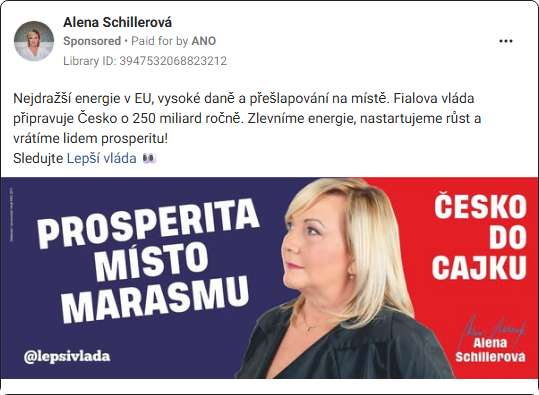 Alena Schillerová
Sponsored • Paid for by ANO
Library ID: 3947532068823212
Nejdražší energie v EU, vysoké daně a přešlapování na místě. Fialova vláda
připravuje Česko o 250 miliard ročně. Zlevníme energie, nastartujeme růst a
vrátíme lidem prosperitu!
Sledujte Lepší vláda
PROSPERITA
MÍSTO
MARASMU
@lepsivlada
ČESKO
DO
CAJKU
Alena
Schillerová